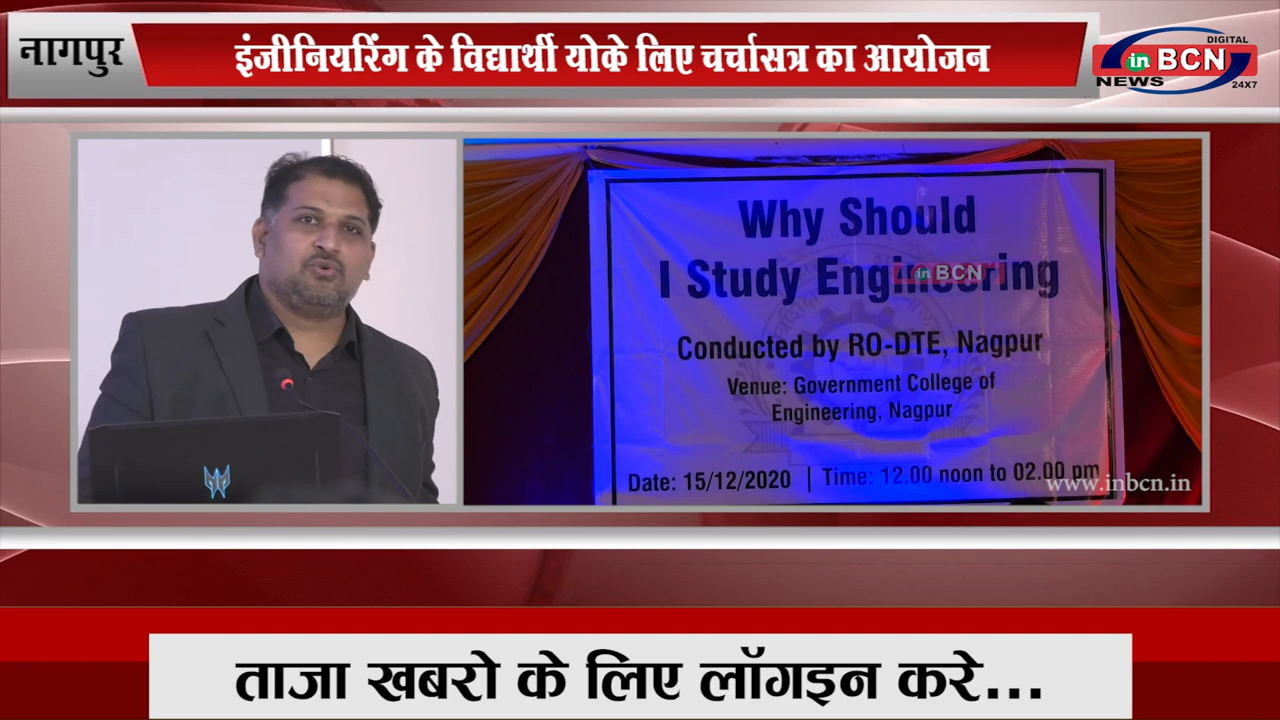 नागपुर
इंजीनियरिंग के विद्यार्थी योके लिए चर्चासत्र का आयोजन
DIGITAL
in BCN
NEWS
24X7
Why Should
I Study Engineering
in BCN
Conducted by RO-DTE, Nagpur
Venue: Government College of
Engineering, Nagpur
Date: 15/12/2020 | Time: 12.00 noon to 02.00 pm
www.inbcn.in
ताजा खबरो के लिए लॉगइन करे...